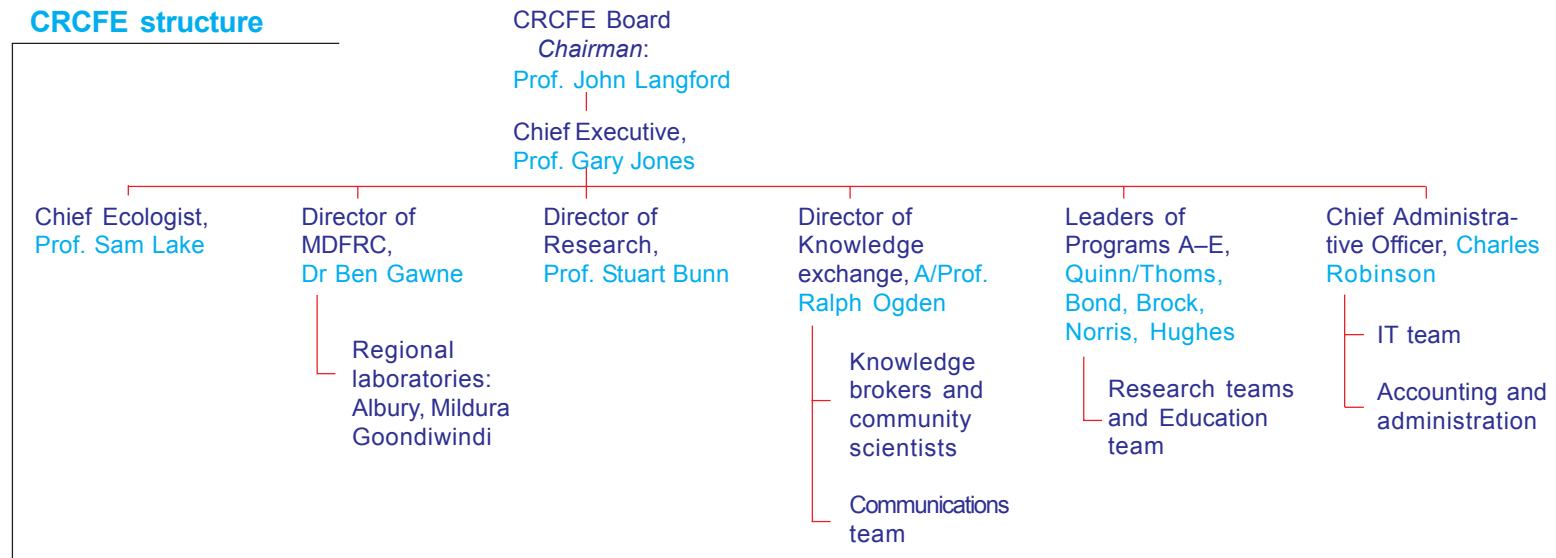 CRCFE structure
CRCFE Board
Chairman:
Prof. John Langford
Chief Executive,
Prof. Gary Jones
Chief Ecologist,
Prof. Sam Lake
Director of
MDFRC,
Dr Ben Gawne
Regional
laboratories:
Albury, Mildura
Goondiwindi
Director of
Research,
Prof. Stuart Bunn
Director of
Knowledge
exchange, A/Prof.
Ralph Ogden
Knowledge
brokers and
community
scientists
Communications
team
Leaders of
Programs A–E,
Quinn/Thoms,
Bond, Brock,
Norris, Hughes
Research teams
and Education
team
Chief Administra-
tive Officer, Charles
Robinson
IT team
Accounting and
administration